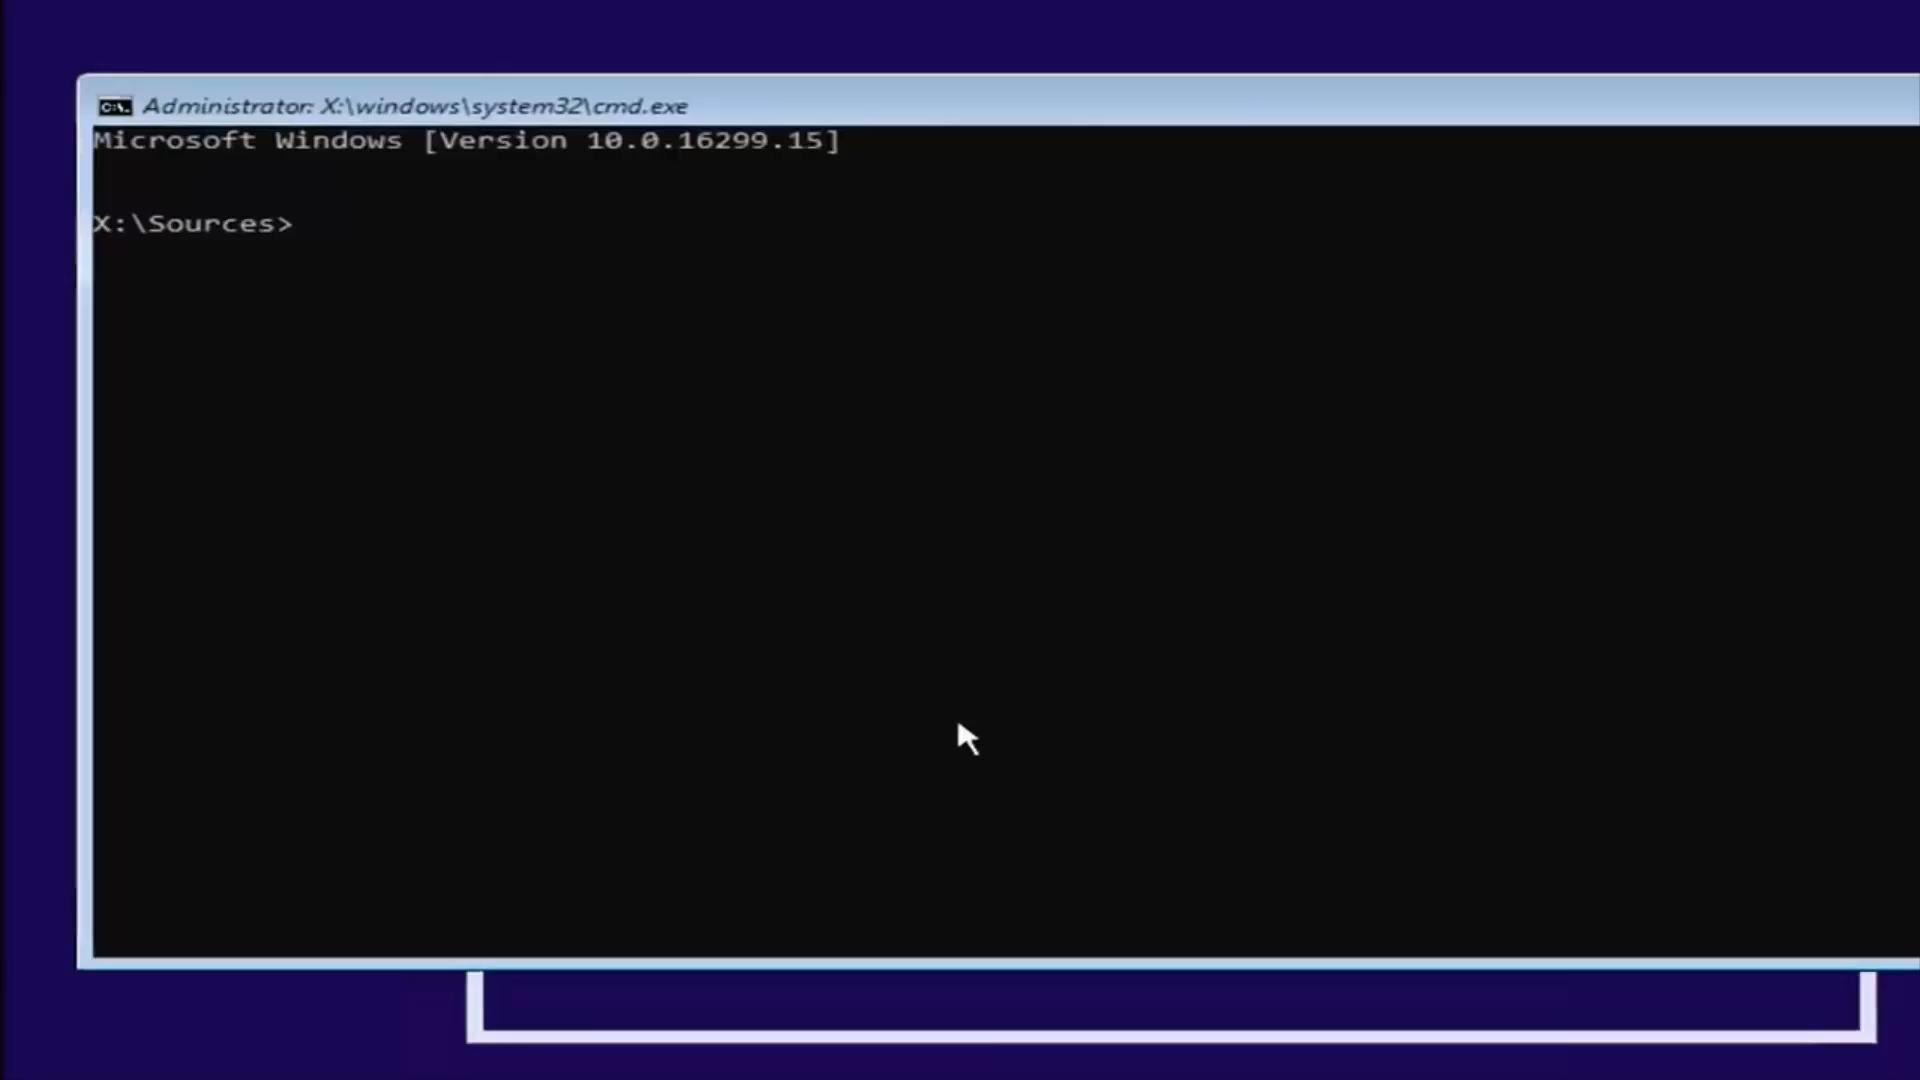 C:\.
Administrator: X:\windows\system32\cmd.exe
Microsoft Windows [Version 10.0.16299.15]
X:\Sources>